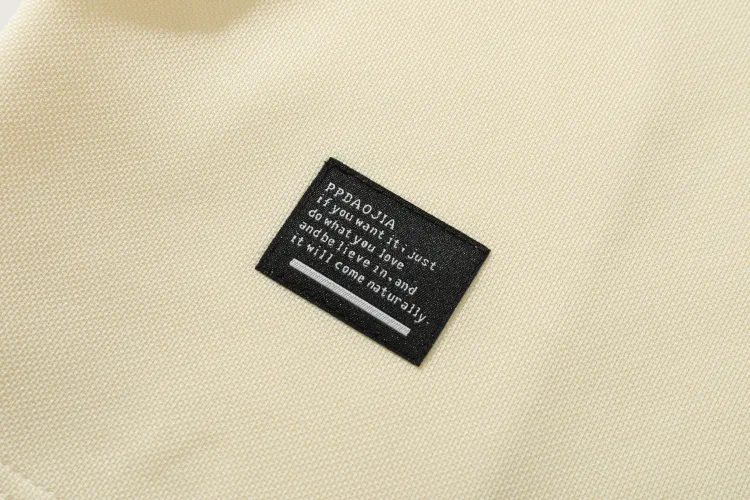 PPDAOJIA
if you want it, just
do what you love
and believe in, and
it will come naturally.